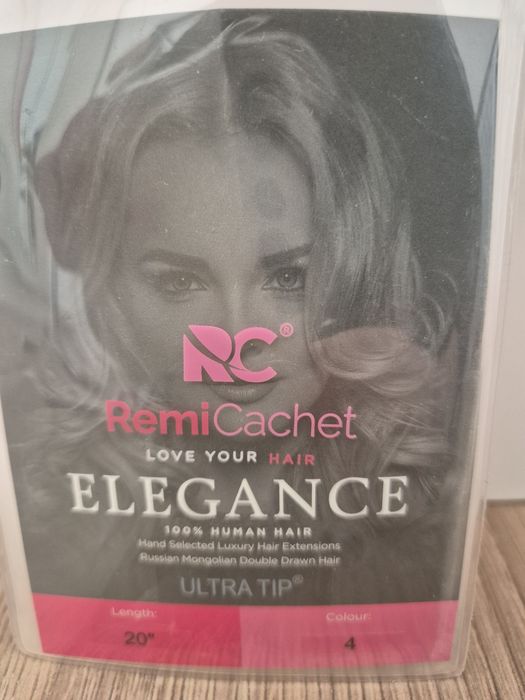 RC®
RemiCachet
LOVE YOUR HAIR
ELEGANCE
100% HUMAN HAIR
Hand Selected Luxury Hair Extensions
Russian Mongolian Double Drawn Hair
ULTRA TIP®
Length: Colour:
20" 4